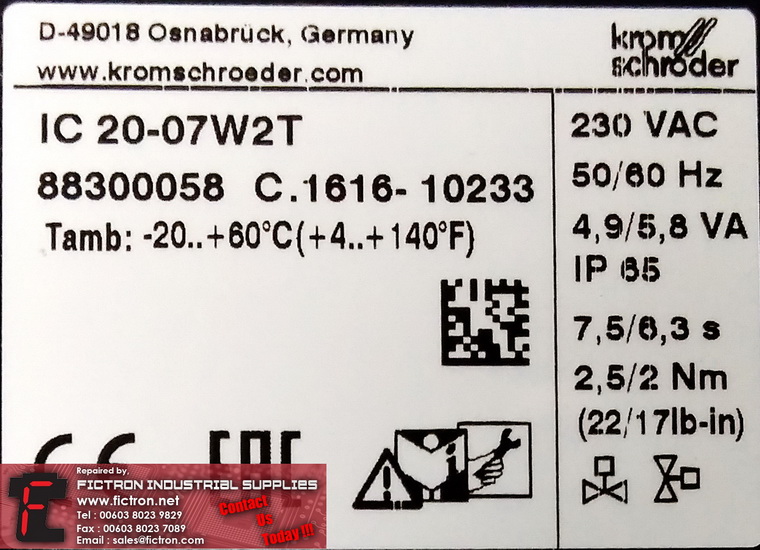 D-49018 Osnabrück, Germany
www.kromschroeder.com
krom
schröder
IC 20-07W2T
88300058 C.1616- 10233
Tamb: -20..+60°C(+4..+140°F)
230 VAC
50/60 Hz
4,9/5,8 VA
IP 65
7,5/6,3 s
2,5/2 Nm
(22/17lb-in)
CE EAC
Repaired by,
FICTRON INDUSTRIAL SUPPLIES
www.fictron.net
Tel : 00603 8023 9829
Fax : 00603 8023 7089
Email : sales@fictron.com
Contact
Us
Today !!!